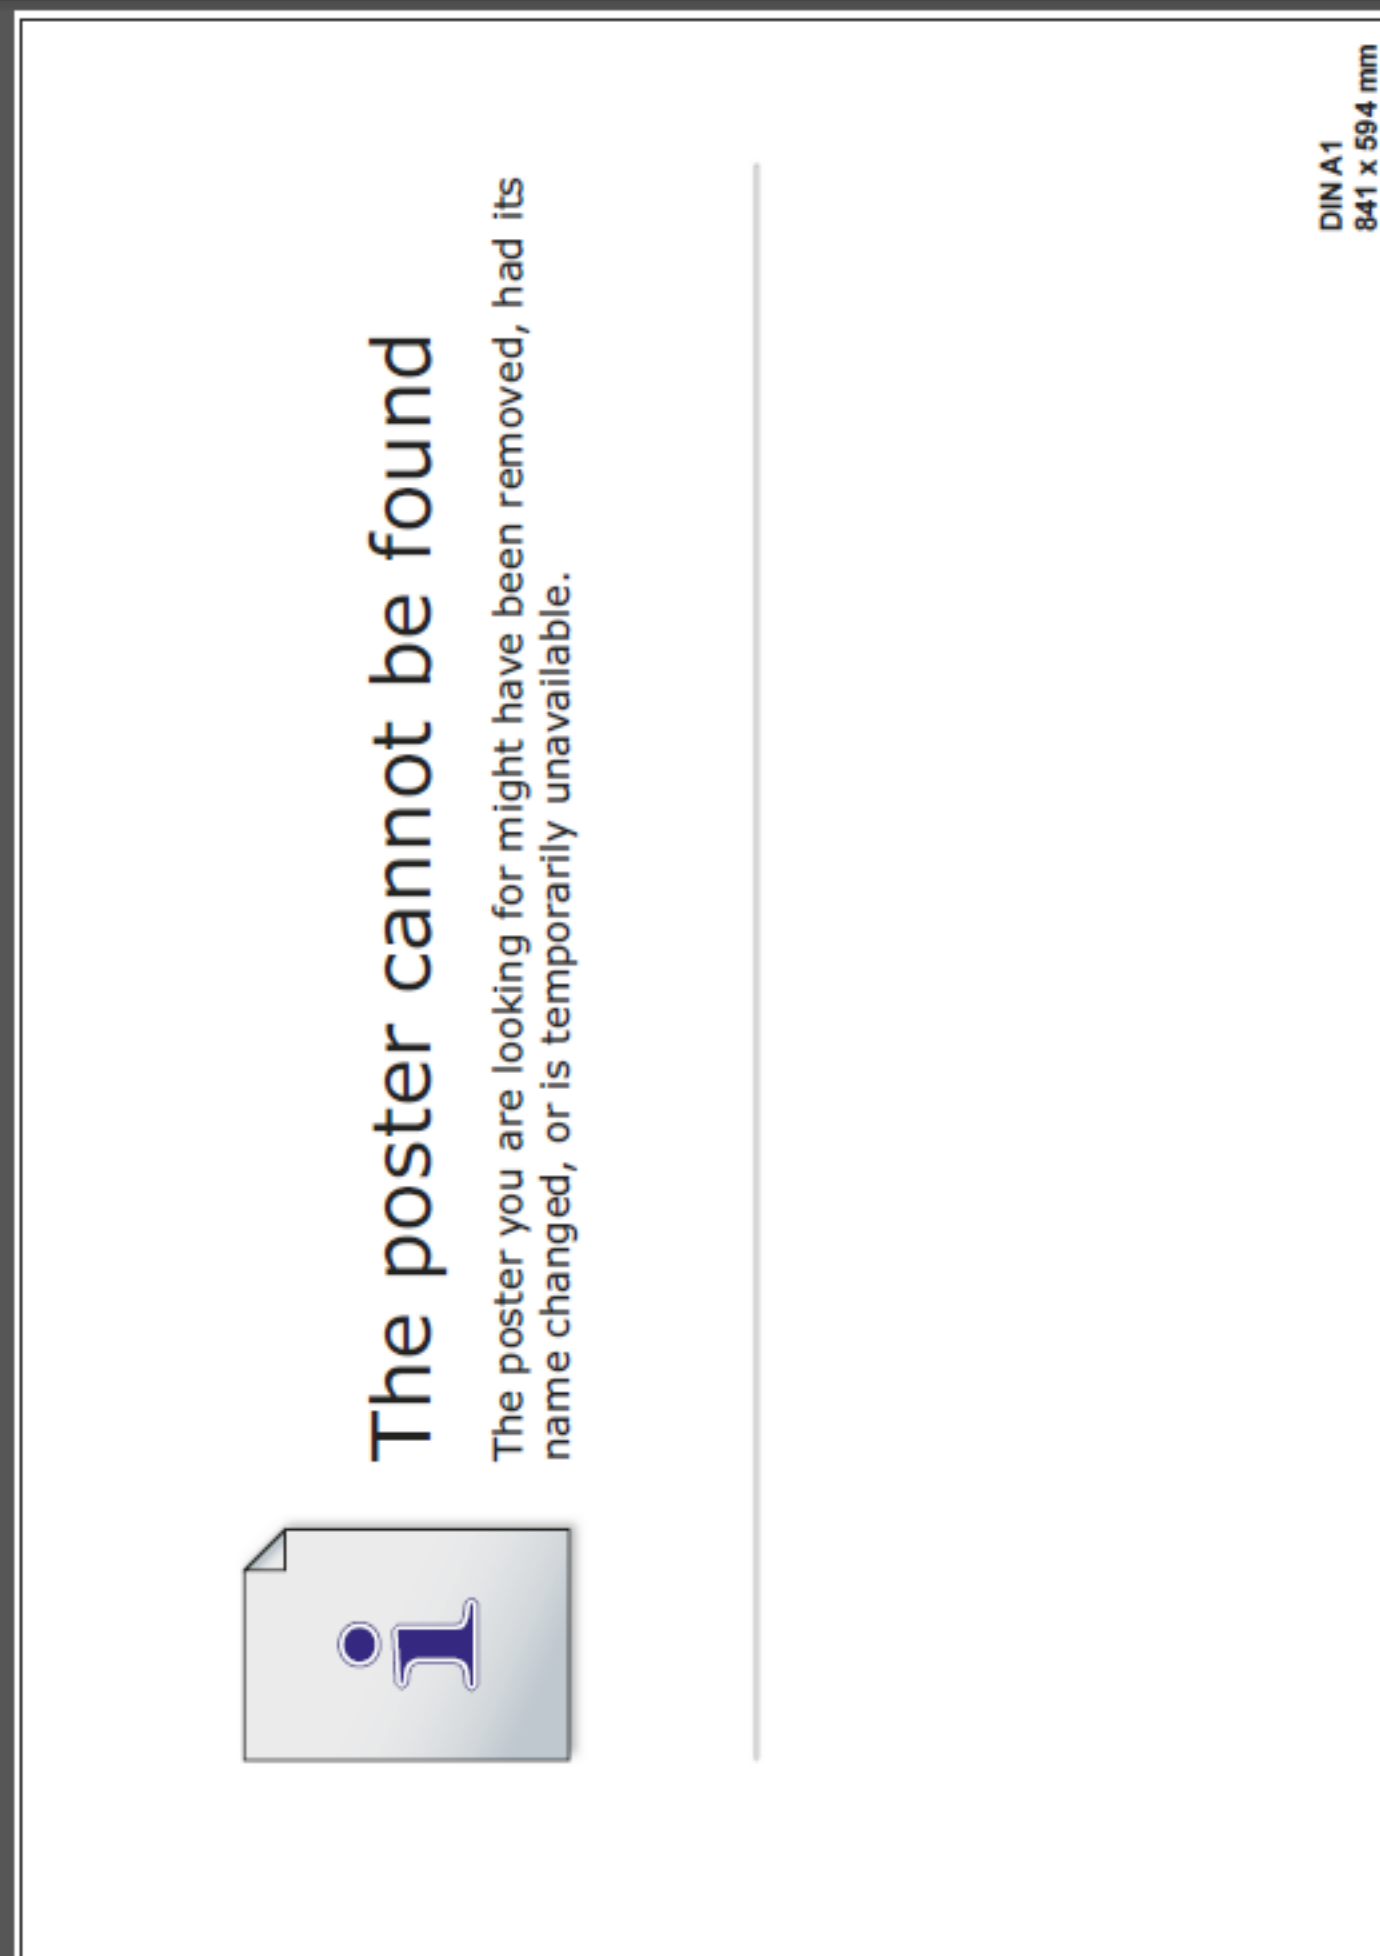 The poster cannot be found
The poster you are looking for might have been removed, had its
name changed, or is temporarily unavailable.
DIN A1
841 x 594 mm